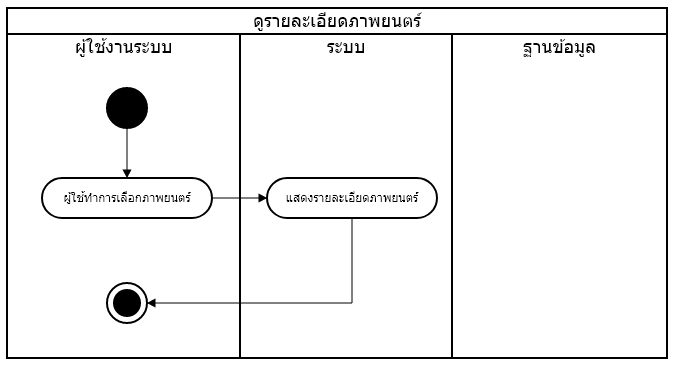 ดูรายละเอียดภาพยนตร์
ผู้ใช้งานระบบ
ระบบ
ฐานข้อมูล
ผู้ใช้ทำการเลือกภาพยนตร์
แสดงรายละเอียดภาพยนตร์